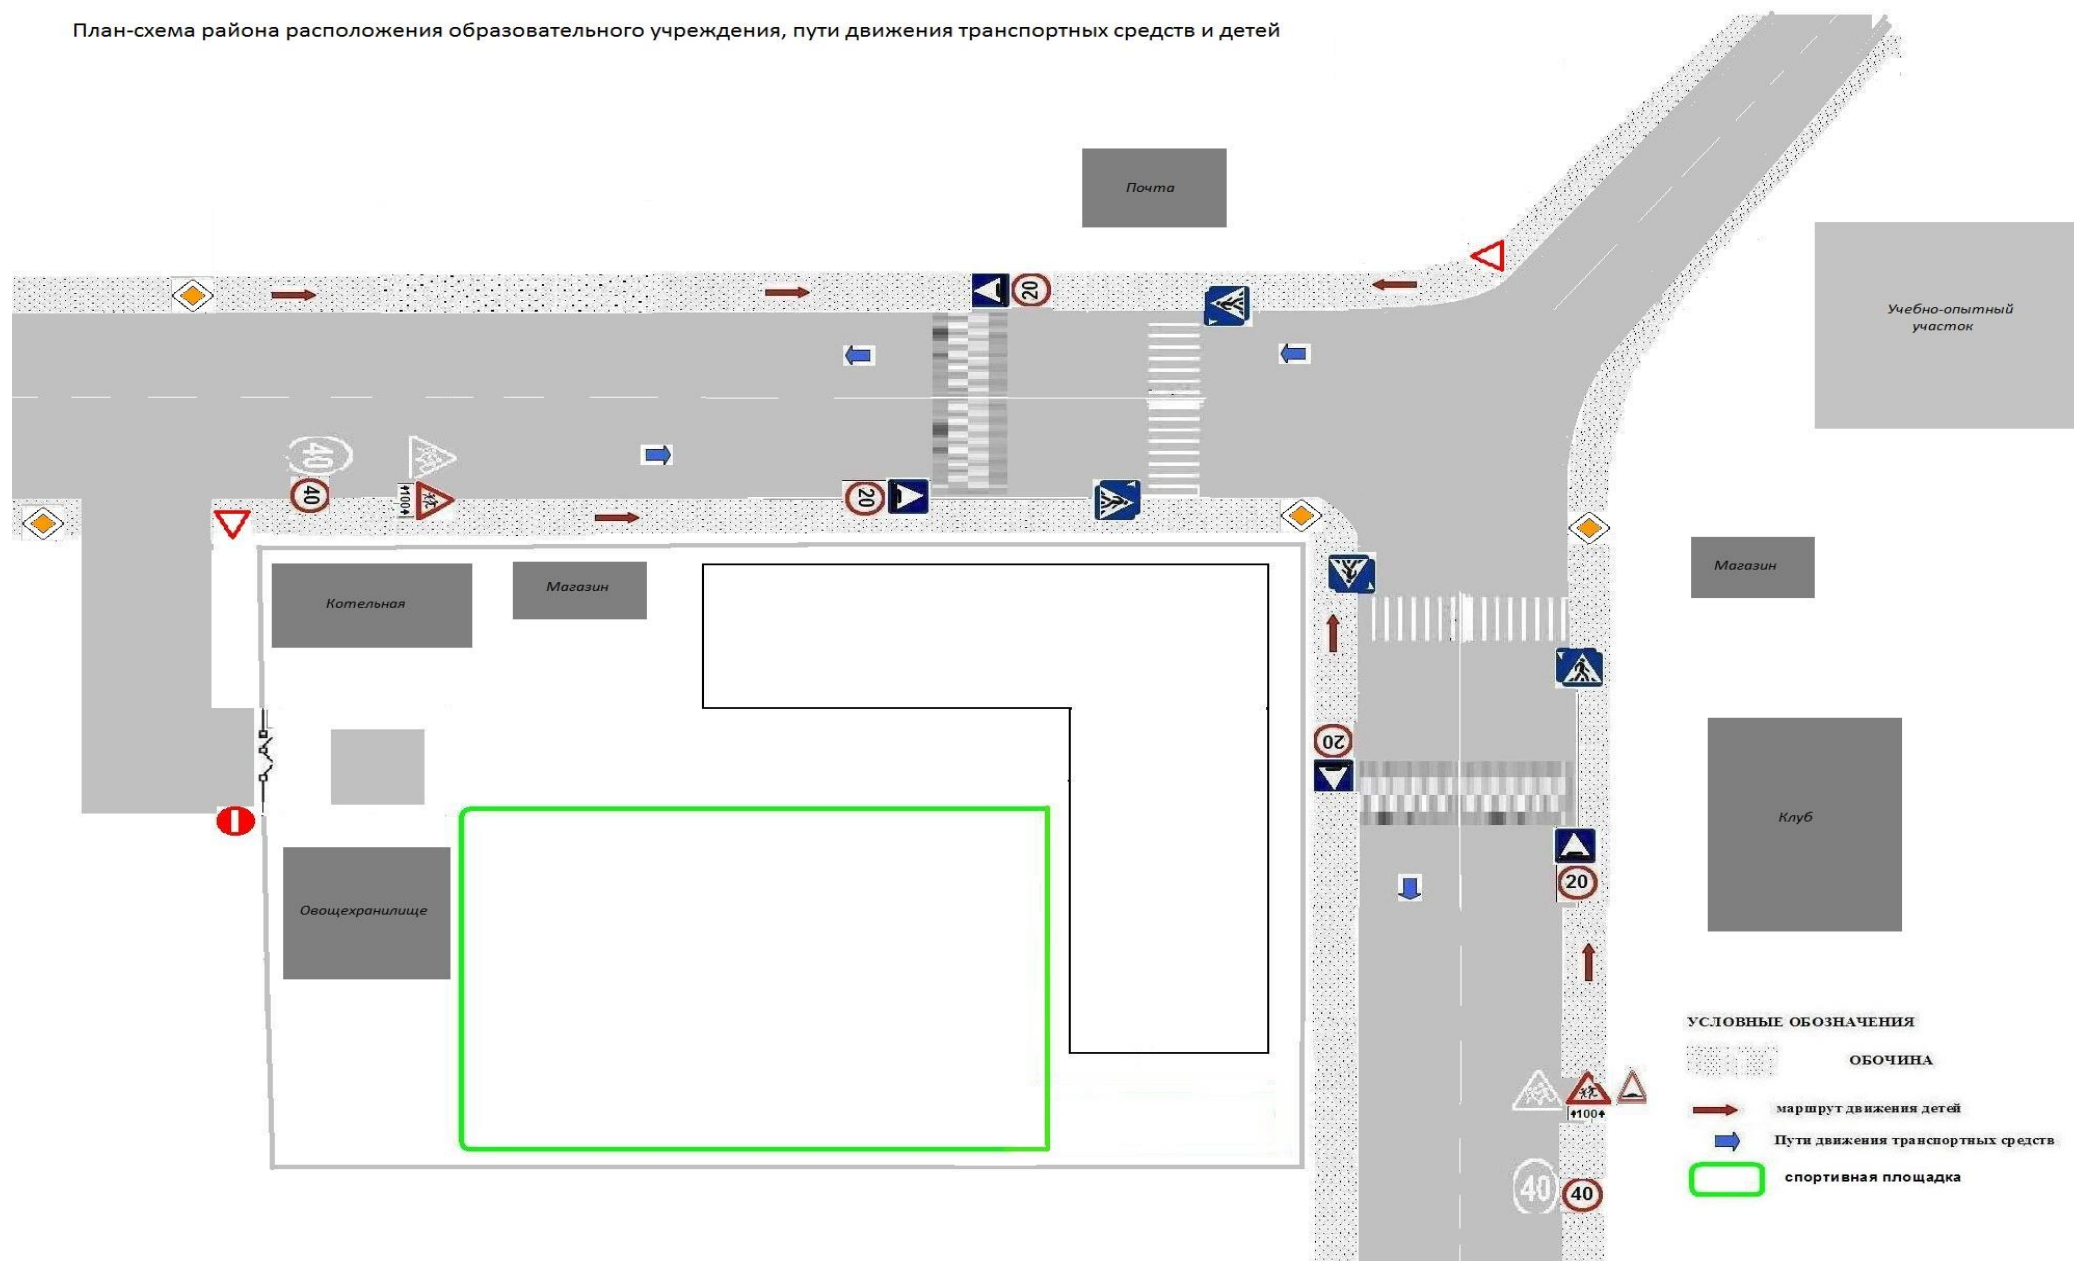 План-схема района расположения образовательного учреждения, пути движения транспортных средств и детей
Почта
20
Учебно-опытный
участок
40
40
100
20
Котельная
Магазин
Магазин
20
Клуб
20
Овощехранилище
УСЛОВНЫЕ ОБОЗНАЧЕНИЯ
ОБОЧИНА
100
маршрут движения детей
Пути движения транспортных средств
40
40
спортивная площадка